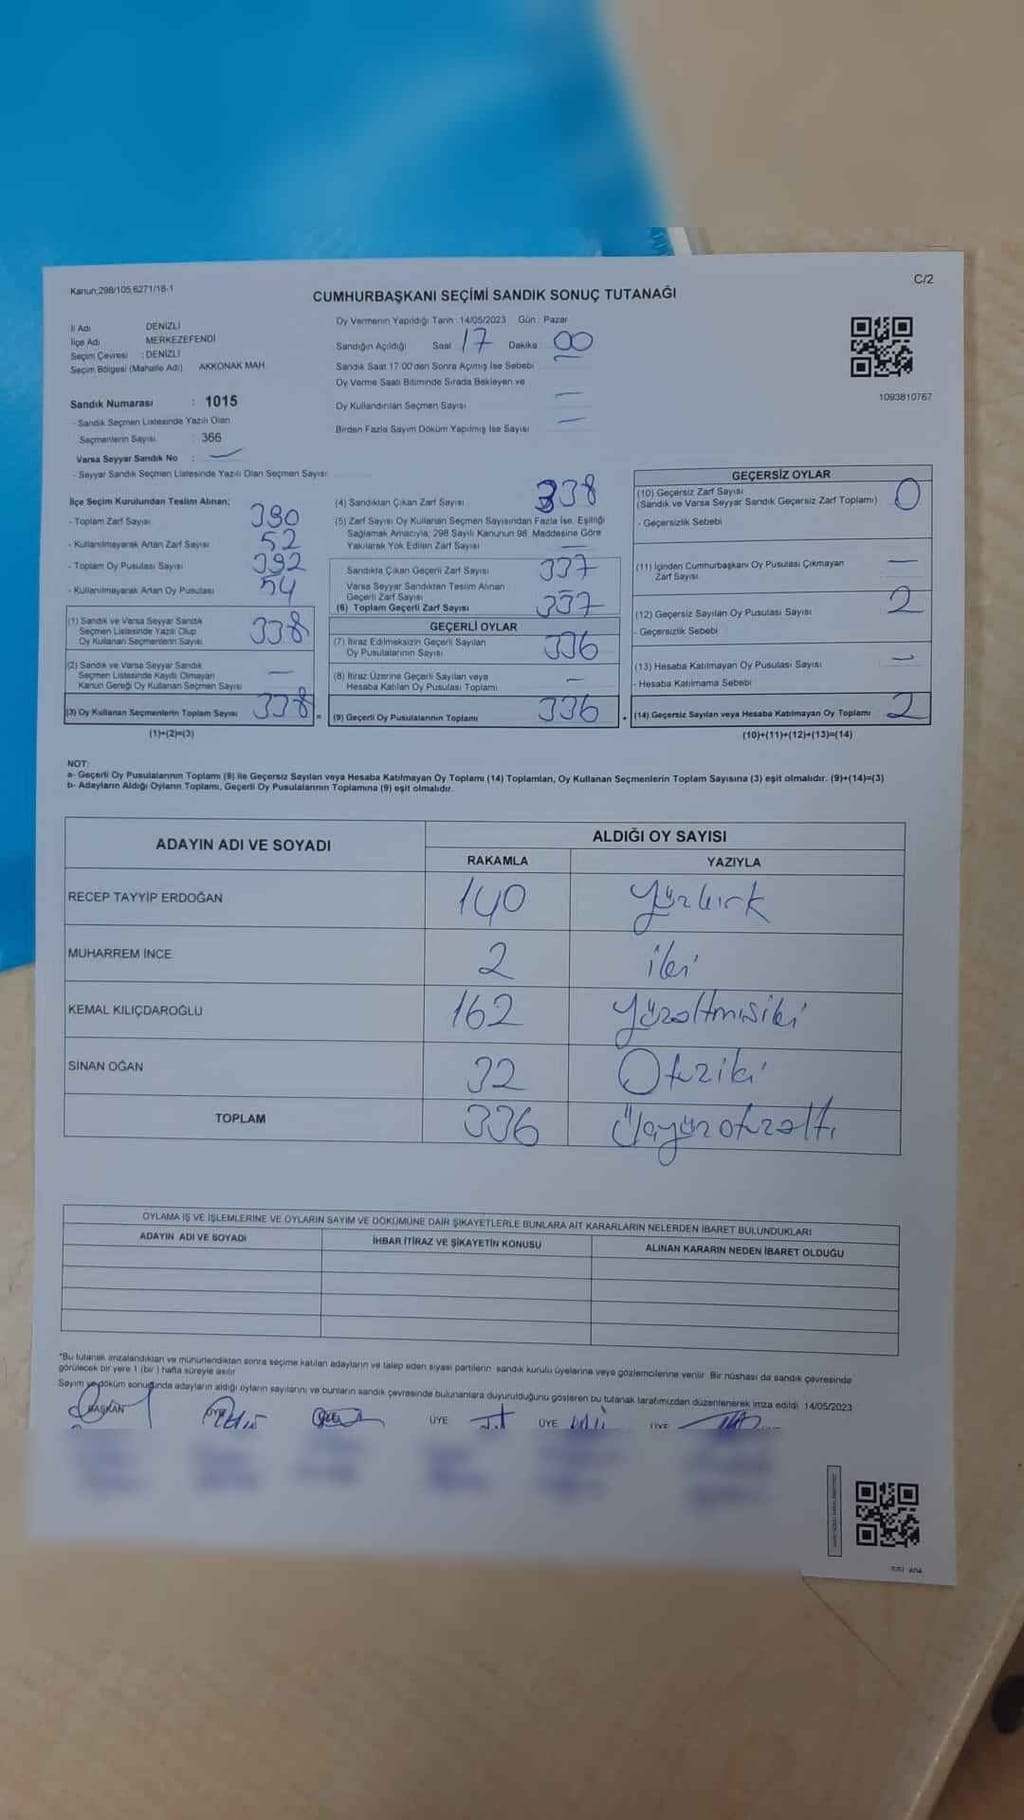 Kanun;298/105,6271/18-1
C/2
CUMHURBAŞKANI SEÇİMİ SANDIK SONUÇ TUTANAĞI
İl Adı DENİZLİ
İlçe Adı MERKEZEFENDİ
Seçim Çevresi : DENİZLİ
Seçim Bölgesi (Mahalle Adı) AKKONAK MAH
Sandık Numarası : 1015
- Sandık Seçmen Listesinde Yazılı Olan
Seçmenlerin Sayısı 366
Varsa Seyyar Sandık No : —
- Seyyar Sandık Seçmen Listesinde Yazılı Olan Seçmen Sayısı
Oy Vermenin Yapıldığı Tarih :14/05/2023 Gün : Pazar
Sandığın Açıldığı Saat 17 Dakika 00
Sandık Saat 17:00'den Sonra Açımış İse Sebebi —
Oy Verme Saati Bitiminde Sırada Bekleyen ve
Oy Kullandırılan Seçmen Sayısı —
Birden Fazla Sayım Döküm Yapılmış İse Sayısı —
1093810767
İlçe Seçim Kurulundan Teslim Alınan;
- Toplam Zarf Sayısı 390
- Kullanılmayarak Artan Zarf Sayısı 52
- Toplam Oy Pusulası Sayısı 392
- Kullanılmayarak Artan Oy Pusulası 54
(1) Sandık ve Varsa Seyyar Sandık
Seçmen Listesinde Yazılı Olup
Oy Kullanan Seçmenlerin Sayısı 338
(2) Sandık ve Varsa Seyyar Sandık
Seçmen Listesinde Kayıtlı Olmayan
Kanun Gereği Oy Kullanan Seçmen Sayısı —
(3) Oy Kullanan Seçmenlerin Toplam Sayısı 338
(1)+(2)=(3)
(4) Sandıktan Çıkan Zarf Sayısı 338
(5) Zarf Sayısı Oy Kullanan Seçmen Sayısından Fazla İse, Eşitliği
Sağlamak Amacıyla, 298 Sayılı Kanunun 98. Maddesine Göre
Yakılarak Yok Edilen Zarf Sayısı —
Sandıkta Çıkan Geçerli Zarf Sayısı 337
Varsa Seyyar Sandıktan Teslim Alınan
Geçerli Zarf Sayısı
(6) Toplam Geçerli Zarf Sayısı 337
GEÇERLİ OYLAR
(7) İtiraz Edilmeksizin Geçerli Sayılan
Oy Pusulalarının Sayısı 336
(8) İtiraz Üzerine Geçerli Sayılan veya
Hesaba Katılan Oy Pusulası Toplamı —
(9) Geçerli Oy Pusulalarının Toplamı 336
GEÇERSİZ OYLAR
(10) Geçersiz Zarf Sayısı
(Sandık ve Varsa Seyyar Sandık Geçersiz Zarf Toplamı) 0
- Geçersizlik Sebebi
(11) İçinden Cumhurbaşkanı Oy Pusulası Çıkmayan
Zarf Sayısı —
(12) Geçersiz Sayılan Oy Pusulası Sayısı 2
- Geçersizlik Sebebi
(13) Hesaba Katılmayan Oy Pusulası Sayısı —
- Hesaba Katılmama Sebebi
(14) Geçersiz Sayılan veya Hesaba Katılmayan Oy Toplamı 2
(10)+(11)+(12)+(13)=(14)
NOT:
a- Geçerli Oy Pusulalarının Toplamı (9) ile Geçersiz Sayılan veya Hesaba Katılmayan Oy Toplamı (14) Toplamları, Oy Kullanan Seçmenlerin Toplam Sayısına (3) eşit olmalıdır. (9)+(14)=(3)
b- Adayların Aldığı Oyların Toplamı, Geçerli Oy Pusulalarının Toplamına (9) eşit olmalıdır.
ADAYIN ADI VE SOYADI ALDIĞI OY SAYISI
RAKAMLA YAZIYLA
RECEP TAYYİP ERDOĞAN 140 Yüzkırk
MUHARREM İNCE 2 iki
KEMAL KILIÇDAROĞLU 162 Yüzaltmışiki
SİNAN OĞAN 32 Otuziki
TOPLAM 336 Üçyüzotuzaltı
OYLAMA İŞ VE İŞLEMLERİNE VE OYLARIN SAYIM VE DÖKÜMÜNE DAİR ŞİKAYETLERLE BUNLARA AİT KARARLARIN NELERDEN İBARET BULUNDUKLARI
ADAYIN ADI VE SOYADI İHBAR İTİRAZ VE ŞİKAYETİN KONUSU ALINAN KARARIN NEDEN İBARET OLDUĞU
"Bu tutanak imzalandıktan ve mühürlendikten sonra seçime katılan adayların ve talep eden siyasi partilerin sandık kurulu üyelerine veya gözlemcilerine verilir. Bir nüshası da sandık çevresinde
görülecek bir yere 1 (bir) hafta süreyle asılır
Sayım ve döküm sonuğunda adayların aldığı oyların sayılarını ve bunların sandık çevresinde bulunanlara duyurulduğunu gösteren bu tutanak tarafımızdan düzenlenerek imza edildi. 14/05/2023
BAŞKAN ÜYE ÜYE ÜYE ÜYE